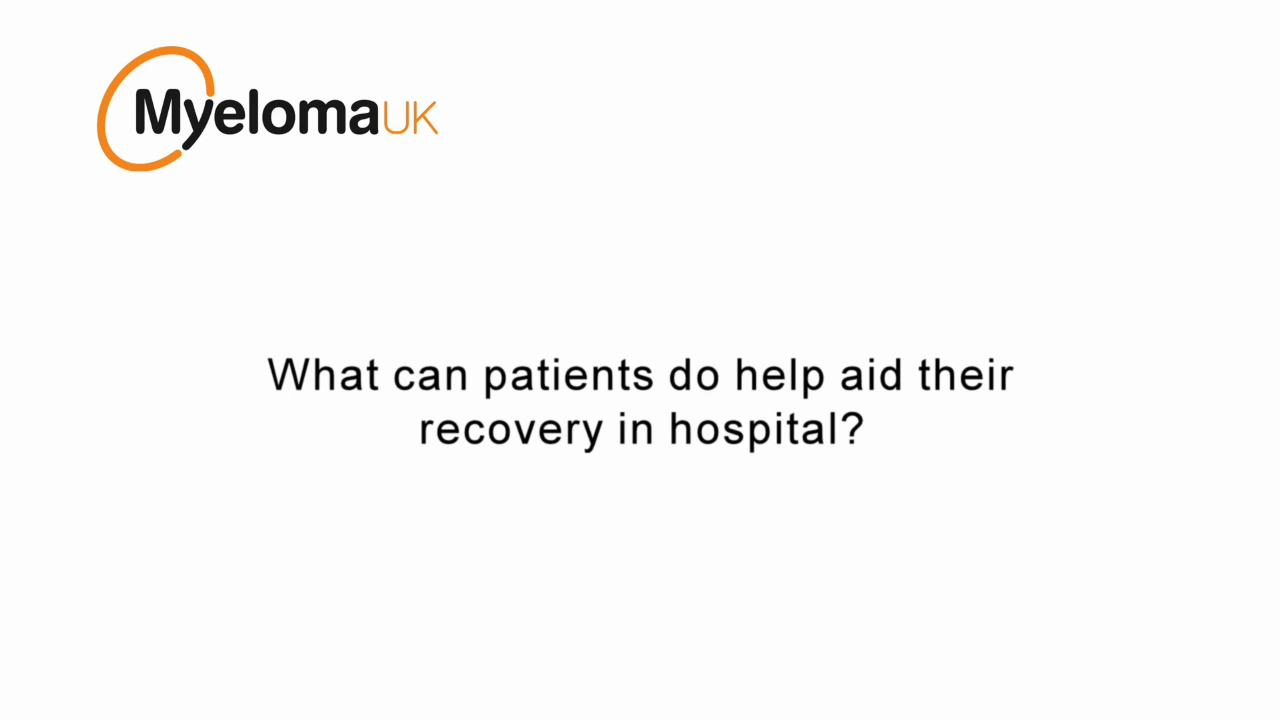 MyelomaUK
What can patients do help aid their
recovery in hospital?